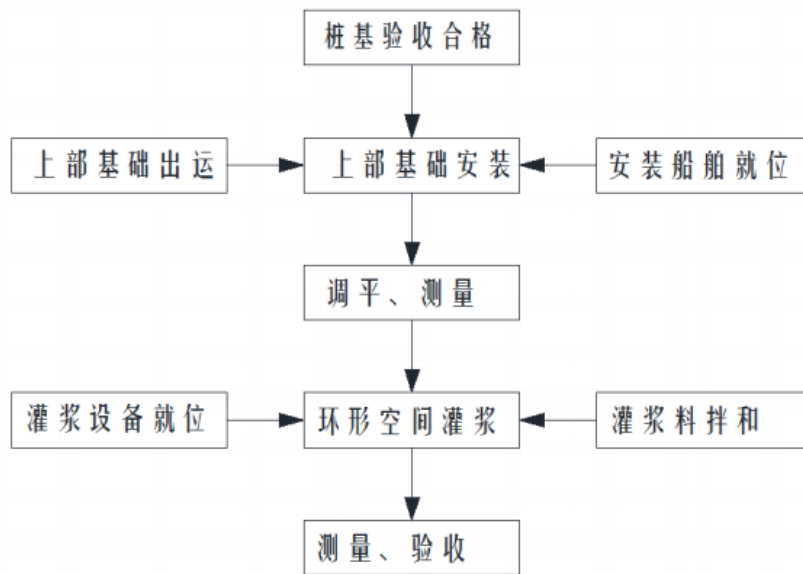 桩基验收合格
上部基础出运
上部基础安装
安装船舶就位
调平、测量
灌浆设备就位
环形空间灌浆
灌浆料拌和
测量、验收